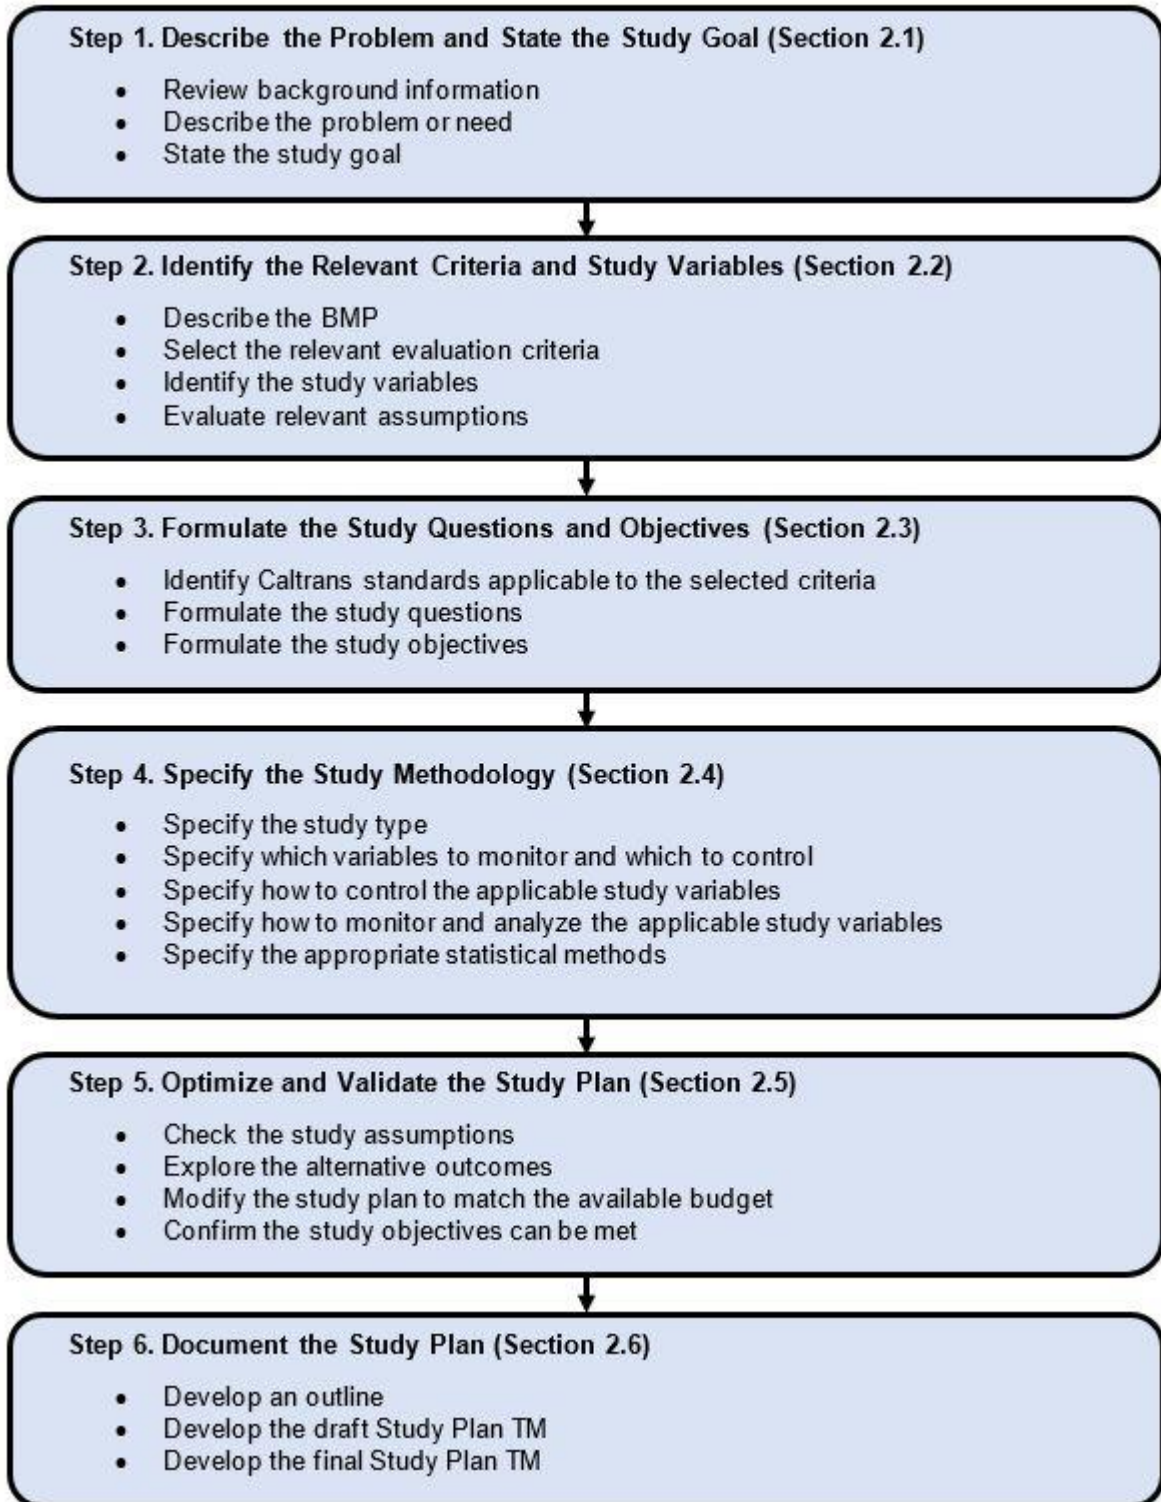 Step 1. Describe the Problem and State the Study Goal (Section 2.1)
• Review background information
• Describe the problem or need
• State the study goal
Step 2. Identify the Relevant Criteria and Study Variables (Section 2.2)
• Describe the BMP
• Select the relevant evaluation criteria
• Identify the study variables
• Evaluate relevant assumptions
Step 3. Formulate the Study Questions and Objectives (Section 2.3)
• Identify Caltrans standards applicable to the selected criteria
• Formulate the study questions
• Formulate the study objectives
Step 4. Specify the Study Methodology (Section 2.4)
• Specify the study type
• Specify which variables to monitor and which to control
• Specify how to control the applicable study variables
• Specify how to monitor and analyze the applicable study variables
• Specify the appropriate statistical methods
Step 5. Optimize and Validate the Study Plan (Section 2.5)
• Check the study assumptions
• Explore the alternative outcomes
• Modify the study plan to match the available budget
• Confirm the study objectives can be met
Step 6. Document the Study Plan (Section 2.6)
• Develop an outline
• Develop the draft Study Plan TM
• Develop the final Study Plan TM